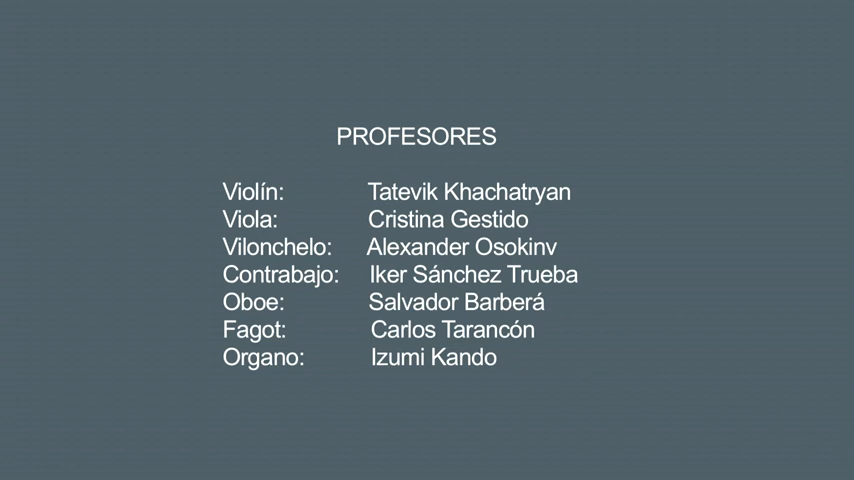 PROFESORES
Violín: Tatevik Khachatryan
Viola: Cristina Gestido
Vilonchelo: Alexander Osokinv
Contrabajo: Iker Sánchez Trueba
Oboe: Salvador Barberá
Fagot: Carlos Tarancón
Organo: Izumi Kando